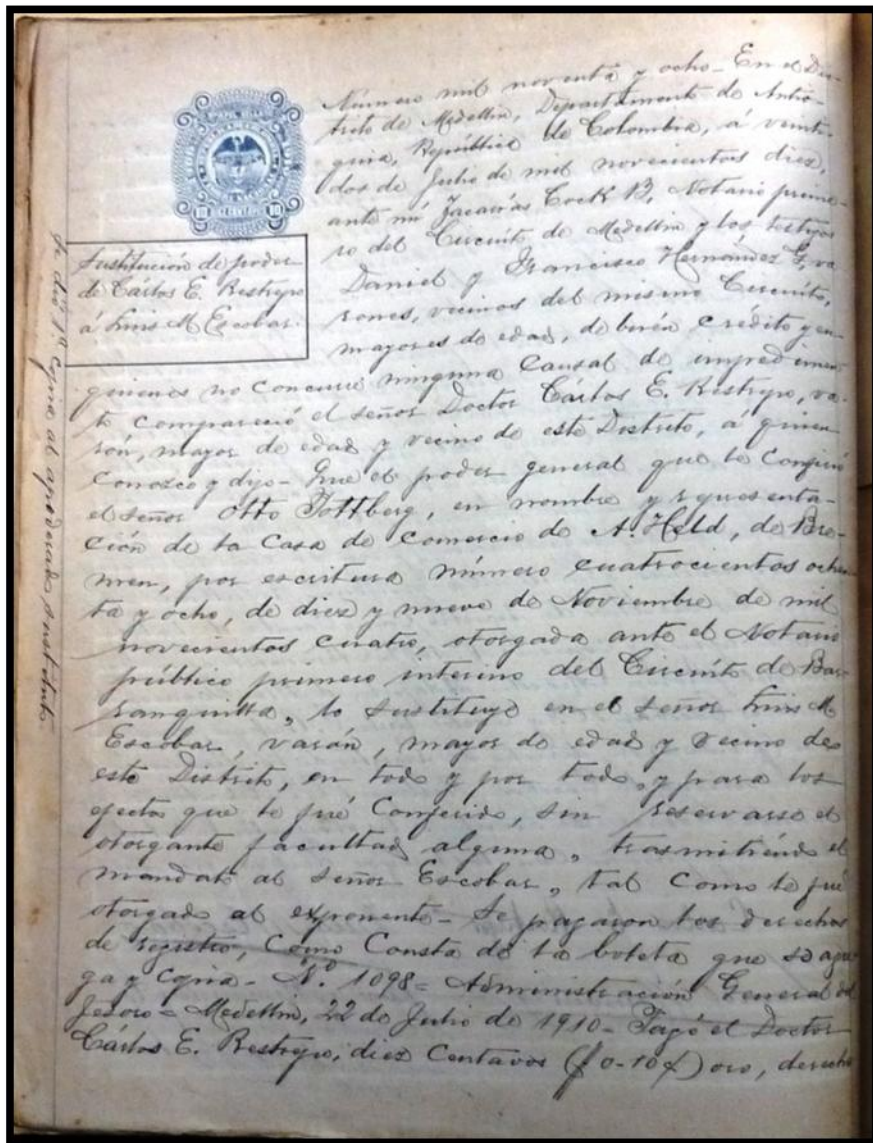 Número mil noventa y ocho - En el Dis-
trito de Medellín, Departamento de Antio-
quia, República de Colombia, á veinti-
dos de Julio de mil novecientos diez,
ante mí Zacarías Cock B, Notario prime-
ro del Circuito de Medellín y los testigos
Daniel y Francisco Hernández G, va
rones, vecinos del mismo Circuito,
mayores de edad, de buén crédito y en
quienes no concurre ninguna Causal de impedimen-
to compareció el señor Doctor Cárlos E. Restrepo, va-
rón, mayor de edad y vecino de este Distrito, á quien
Conozco y dijo - Que el poder general que le Confirió
el señor Otto Tottberg, en nombre y representa-
ción de la Casa de Comercio de A. Held, de Bre-
men, por escritura número cuatrocientos ochen
ta y ocho, de diez y nueve de Noviembre de mil
novecientos cuatro, otorgada ante el Notario
público primero interino del Circuito de Bar
ranquilla, lo sustituye en el señor Luis M
Escobar, varón, mayor de edad y vecino de
este Distrito, en todo y por todo, y para los
efectos que le fué Conferido, sin reservarse el
otorgante facultad alguna, trasmitiendo el
mandato al señor Escobar, tal Como le fué
otorgado al exponente - Se pagaron los derechos
de registro, Como Consta de la boleta que se agre
ga y Copia - Nº. 1098 = Administración General del
Tesoro = Medellín, 22 de Julio de 1910 - Pagó el Doctor
Cárlos E. Restrepo, diez Centavos ($ 0-10¢) oro, derecho
Sustitución de poder
de Cárlos E. Restrepo
á Luis M. Escobar.
Se dió 1ª Copia al apoderado sustituto.
10 10